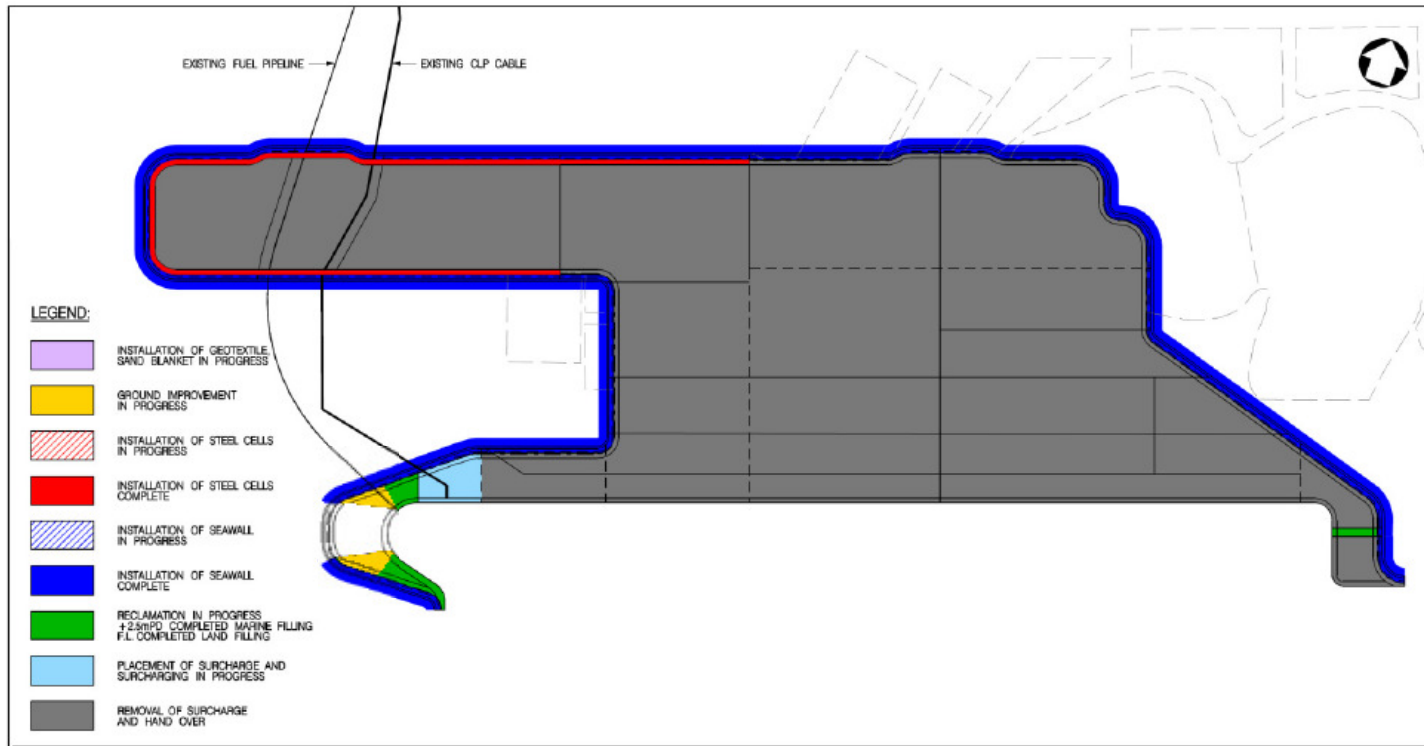 EXISTING FUEL PIPELINE
EXISTING CLP CABLE
LEGEND:
INSTALLATION OF GEOTEXTILE,
SAND BLANKET IN PROGRESS
GROUND IMPROVEMENT
IN PROGRESS
INSTALLATION OF STEEL CELLS
IN PROGRESS
INSTALLATION OF STEEL CELLS
COMPLETE
INSTALLATION OF SEAWALL
IN PROGRESS
INSTALLATION OF SEAWALL
COMPLETE
RECLAMATION IN PROGRESS
+2.5mPD COMPLETED MARINE FILLING
F.L. COMPLETED LAND FILLING
PLACEMENT OF SURCHARGE AND
SURCHARGING IN PROGRESS
REMOVAL OF SURCHARGE
AND HAND OVER